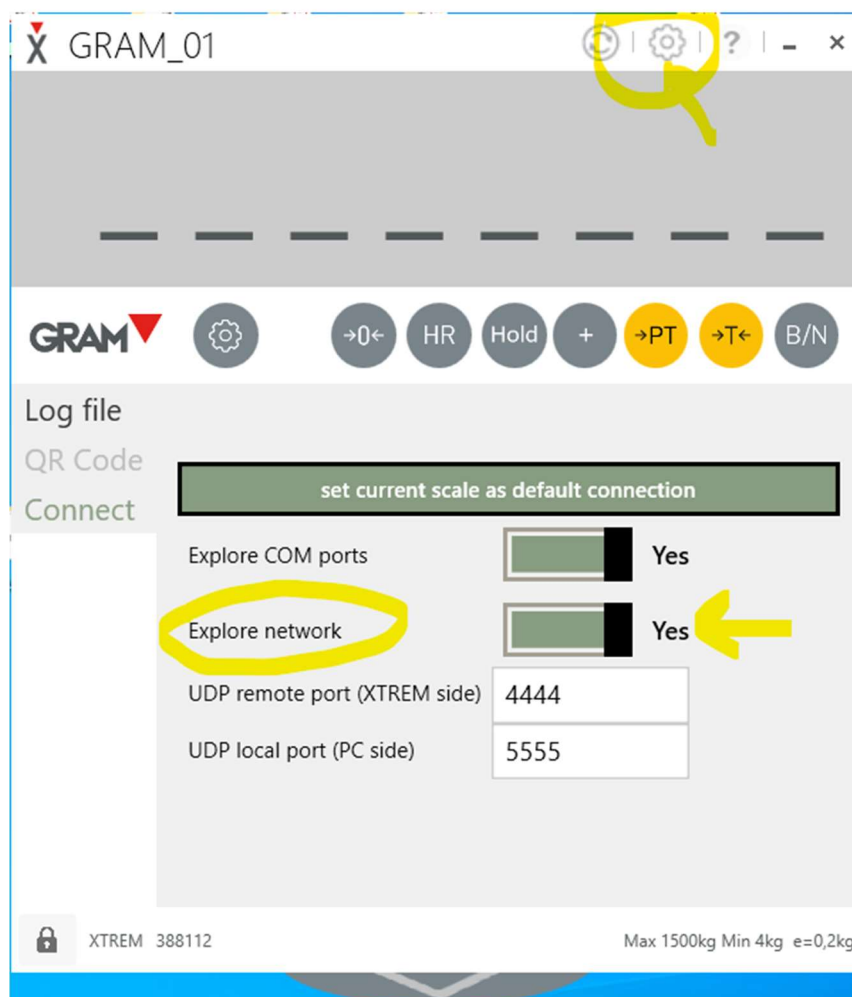 GRAM_01 ?
GRAM →0← HR Hold + →PT →T← B/N
Log file
QR Code
Connect
set current scale as default connection
Explore COM ports Yes
Explore network Yes
UDP remote port (XTREM side) 4444
UDP local port (PC side) 5555
XTREM 388112 Max 1500kg Min 4kg e=0,2kg